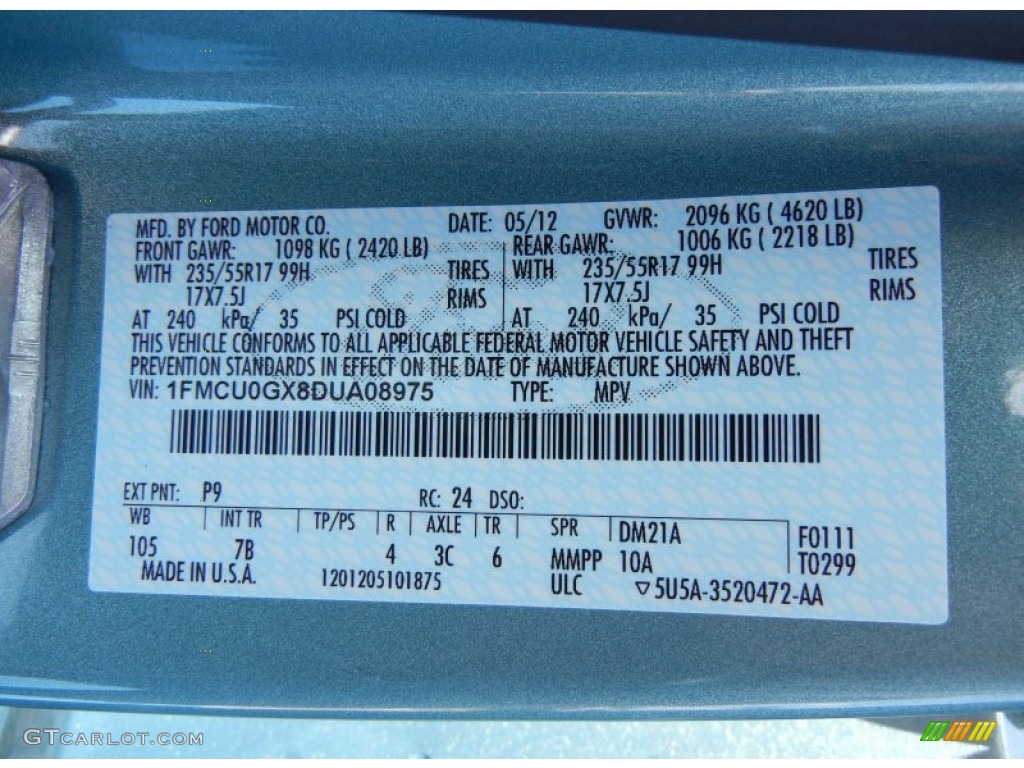 MFD. BY FORD MOTOR CO. DATE: 05/12 GVWR: 2096 KG ( 4620 LB)
FRONT GAWR: 1098 KG ( 2420 LB) REAR GAWR: 1006 KG ( 2218 LB)
WITH 235/55R17 99H TIRES WITH 235/55R17 99H TIRES
17X7.5J RIMS 17X7.5J RIMS
AT 240 kPa/ 35 PSI COLD AT 240 kPa/ 35 PSI COLD
THIS VEHICLE CONFORMS TO ALL APPLICABLE FEDERAL MOTOR VEHICLE SAFETY AND THEFT
PREVENTION STANDARDS IN EFFECT ON THE DATE OF MANUFACTURE SHOWN ABOVE.
VIN: 1FMCU0GX8DUA08975 TYPE: MPV
EXT PNT: P9 RC: 24 DSO:
WB INT TR TP/PS R AXLE TR SPR DM21A F0111
105 7B 4 3C 6 MMPP 10A T0299
MADE IN U.S.A. 1201205101875 ULC ▽5U5A-3520472-AA
GTCARLOT.COM